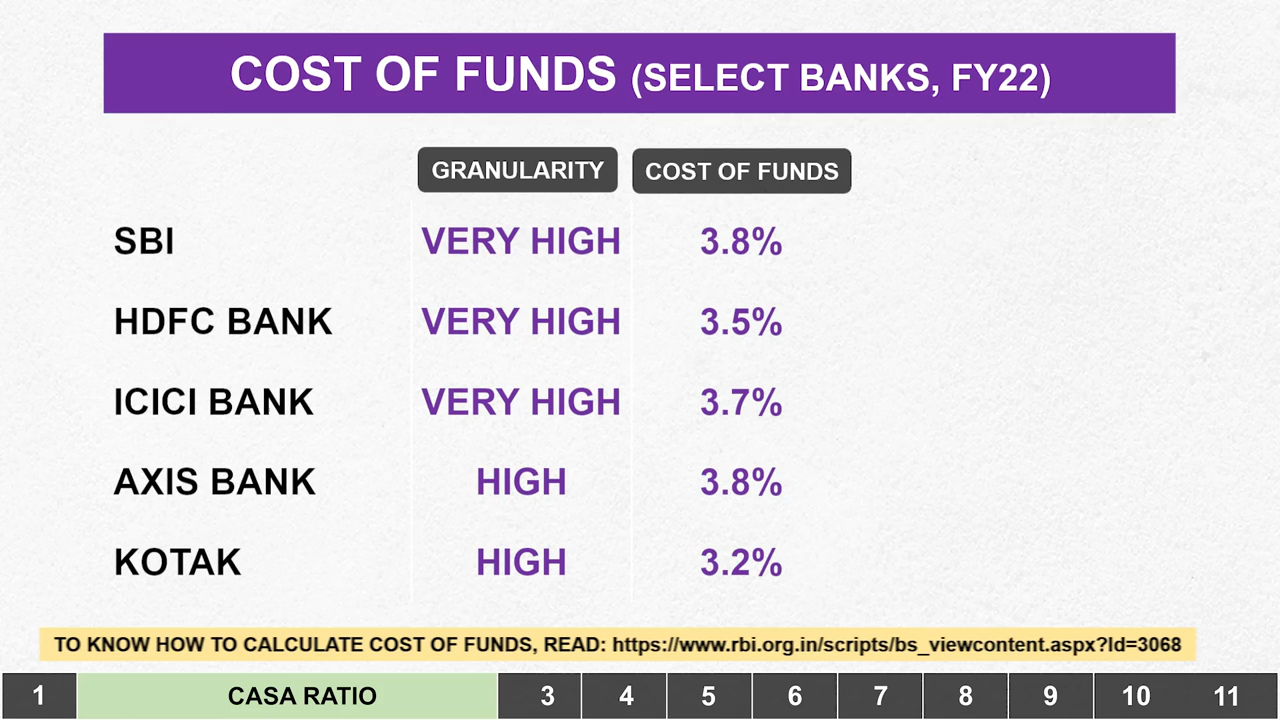 COST OF FUNDS (SELECT BANKS, FY22)
GRANULARITY COST OF FUNDS
SBI VERY HIGH 3.8%
HDFC BANK VERY HIGH 3.5%
ICICI BANK VERY HIGH 3.7%
AXIS BANK HIGH 3.8%
KOTAK HIGH 3.2%
TO KNOW HOW TO CALCULATE COST OF FUNDS, READ: https://www.rbi.org.in/scripts/bs_viewcontent.aspx?Id=3068
1 CASA RATIO 3 4 5 6 7 8 9 10 11